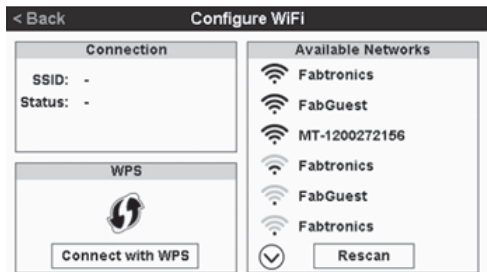 < Back
Configure WiFi
Connection
SSID: -
Status: -
WPS
Connect with WPS
Available Networks
Fabtronics
FabGuest
MT-1200272156
Fabtronics
FabGuest
Fabtronics
Rescan